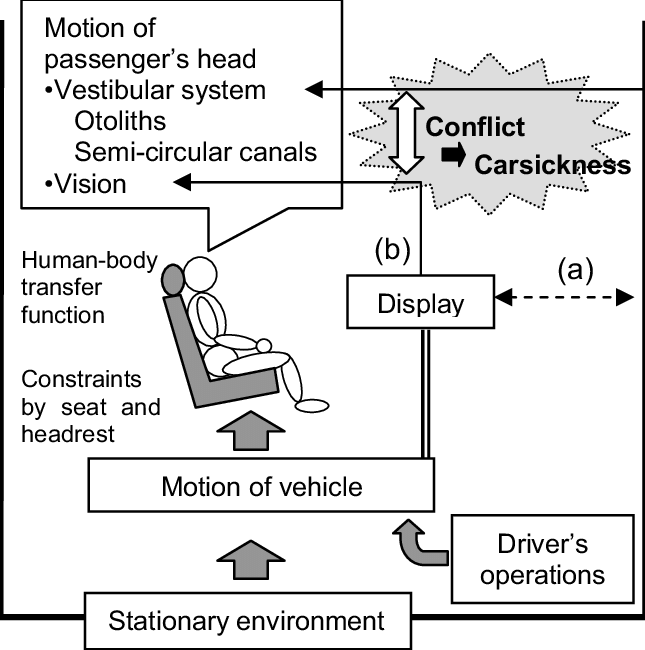 Motion of
passenger's head
•Vestibular system
Otoliths
Semi-circular canals
•Vision
Conflict
Carsickness
(b)
(a)
Human-body
transfer
function
Display
Constraints
by seat and
headrest
Motion of vehicle
Driver's
operations
Stationary environment